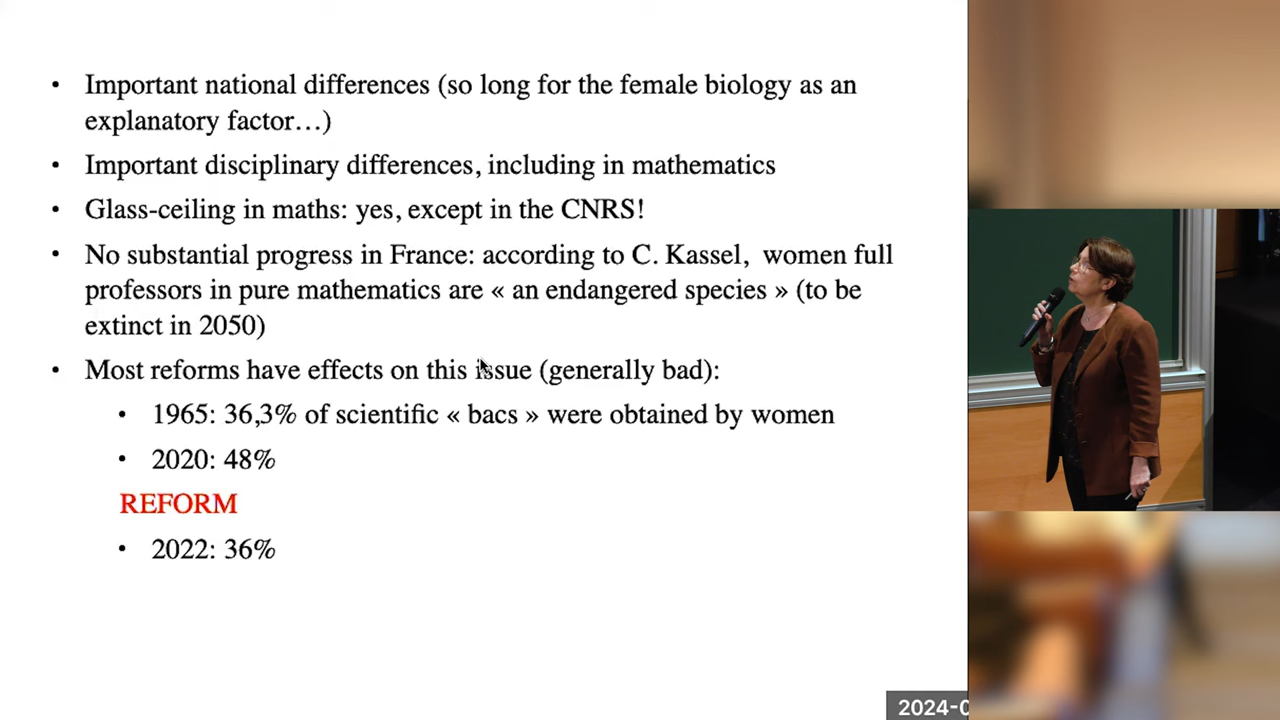 • Important national differences (so long for the female biology as an
explanatory factor…)
• Important disciplinary differences, including in mathematics
• Glass-ceiling in maths: yes, except in the CNRS!
• No substantial progress in France: according to C. Kassel, women full
professors in pure mathematics are « an endangered species » (to be
extinct in 2050)
• Most reforms have effects on this issue (generally bad):
• 1965: 36,3% of scientific « bacs » were obtained by women
• 2020: 48%
REFORM
• 2022: 36%
2024-0